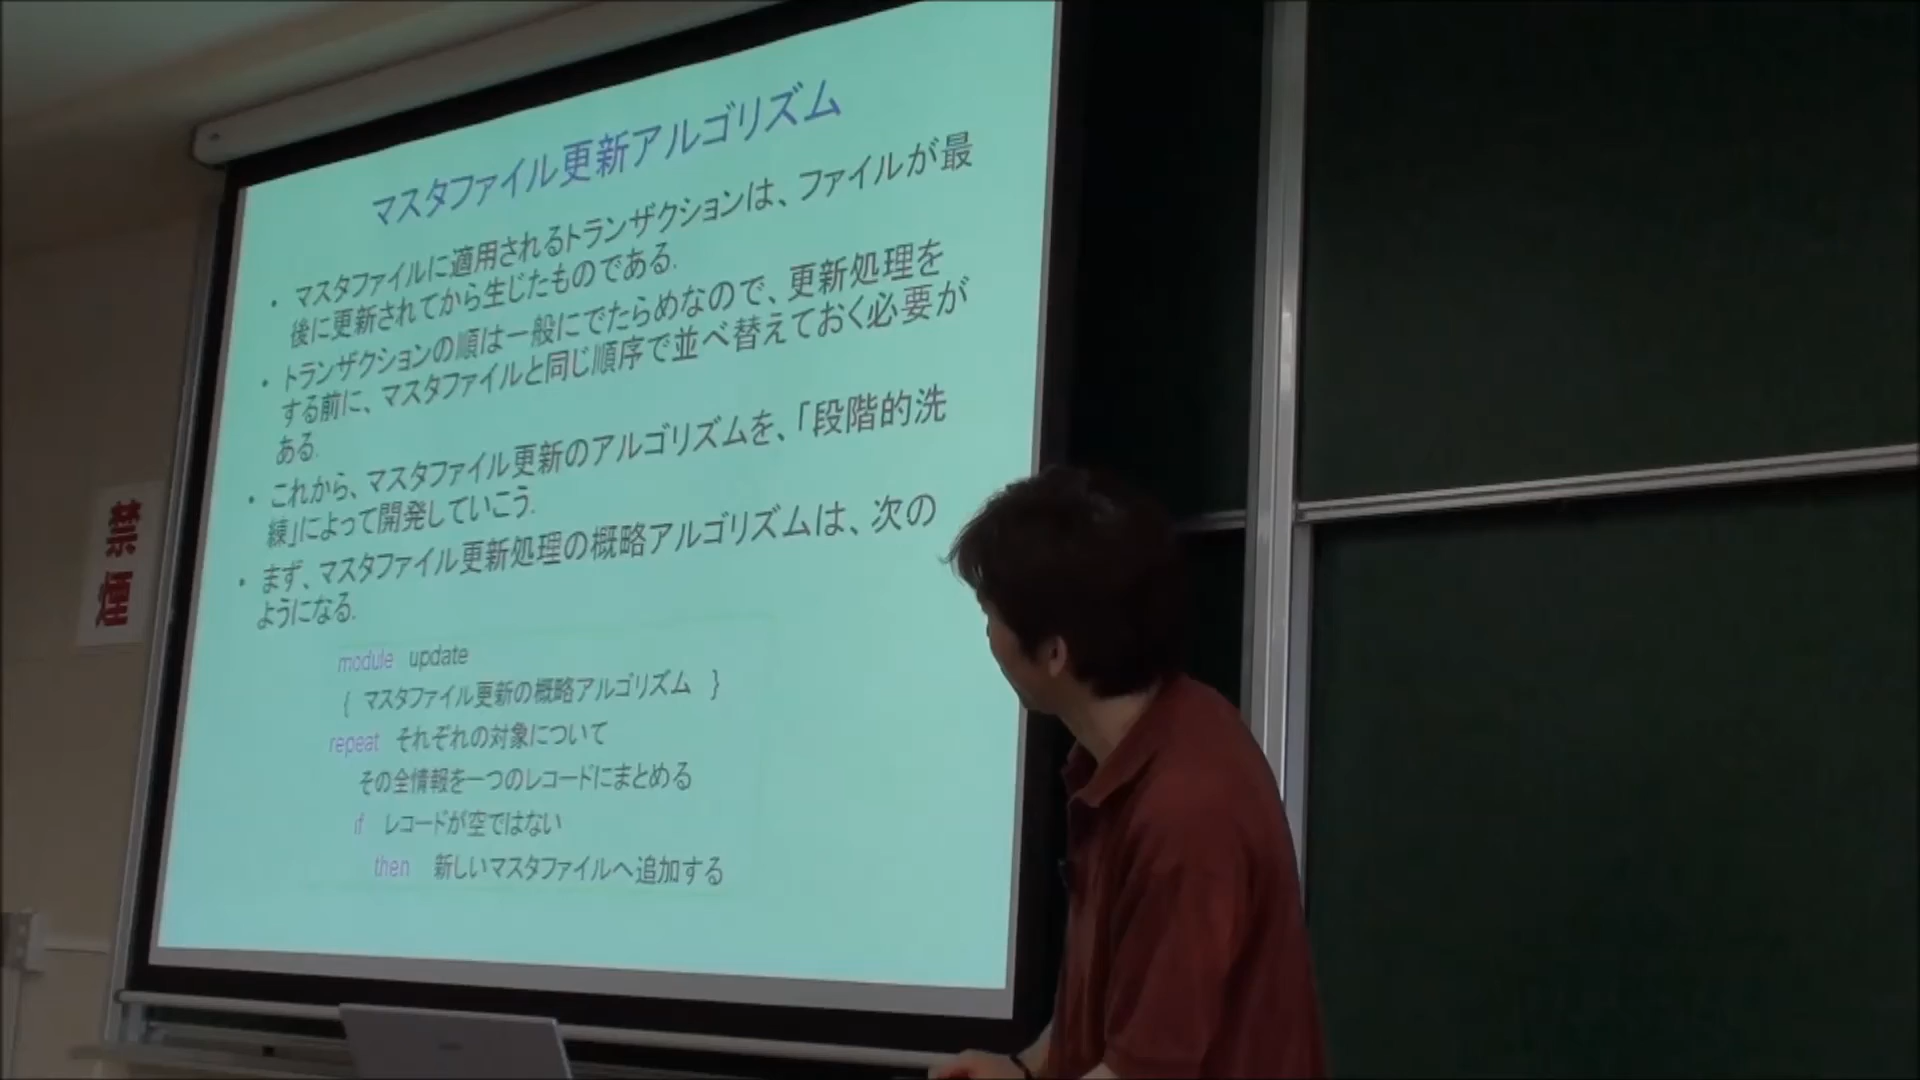 マスタファイル更新アルゴリズム
• マスタファイルに適用されるトランザクションは、ファイルが最
後に更新されてから生じたものである.
• トランザクションの順は一般にでたらめなので、更新処理を
する前に、マスタファイルと同じ順序で並べ替えておく必要が
ある.
• これから、マスタファイル更新のアルゴリズムを、「段階的洗
練」によって開発していこう.
• まず、マスタファイル更新処理の概略アルゴリズムは、次の
ようになる.
module update
{ マスタファイル更新の概略アルゴリズム }
repeat それぞれの対象について
その全情報を一つのレコードにまとめる
if レコードが空ではない
then 新しいマスタファイルへ追加する
禁
煙